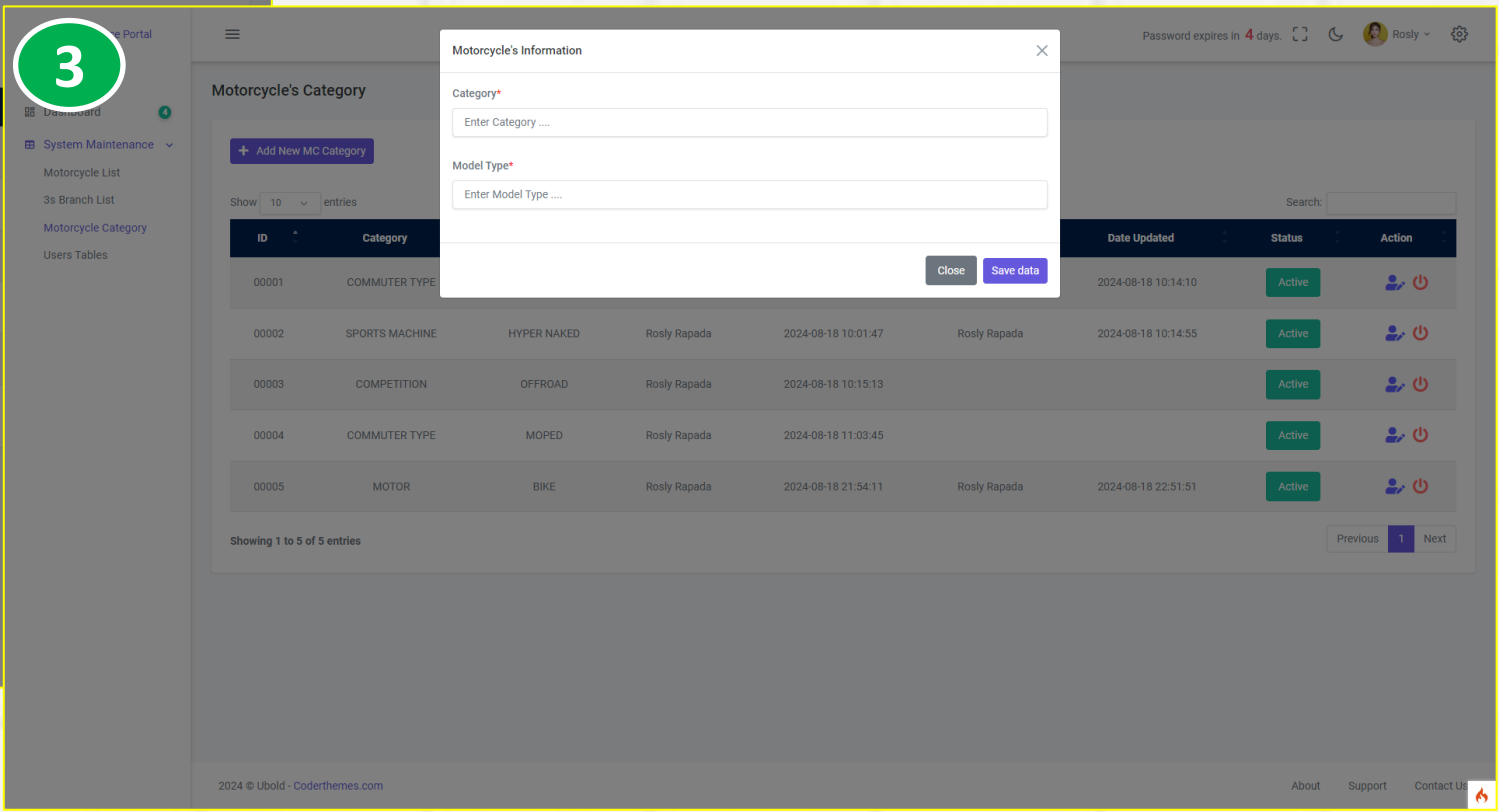 3
Portal
Password expires in 4 days.
Rosly
Dashboard
4
System Maintenance
Motorcycle List
3s Branch List
Motorcycle Category
Users Tables
Motorcycle's Category
Add New MC Category
Motorcycle's Information
Category*
Enter Category ....
Model Type*
Enter Model Type ....
Close Save data
Show 10 entries
Search:
ID Category Date Updated Status Action
00001 COMMUTER TYPE 2024-08-18 10:14:10 Active
00002 SPORTS MACHINE HYPER NAKED Rosly Rapada 2024-08-18 10:01:47 Rosly Rapada 2024-08-18 10:14:55 Active
00003 COMPETITION OFFROAD Rosly Rapada 2024-08-18 10:15:13 Active
00004 COMMUTER TYPE MOPED Rosly Rapada 2024-08-18 11:03:45 Active
00005 MOTOR BIKE Rosly Rapada 2024-08-18 21:54:11 Rosly Rapada 2024-08-18 22:51:51 Active
Showing 1 to 5 of 5 entries
Previous 1 Next
2024 © Ubold - Coderthemes.com
About Support Contact Us